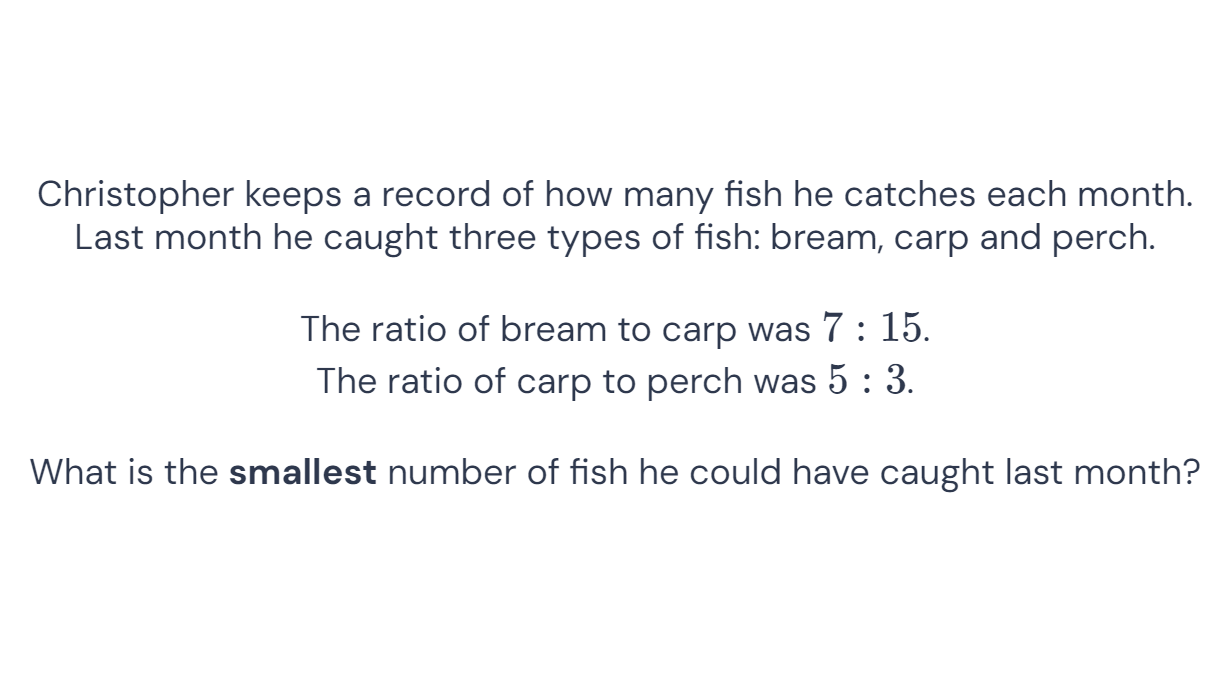 Christopher keeps a record of how many fish he catches each month.
Last month he caught three types of fish: bream, carp and perch.
The ratio of bream to carp was 7 : 15.
The ratio of carp to perch was 5 : 3.
What is the smallest number of fish he could have caught last month?